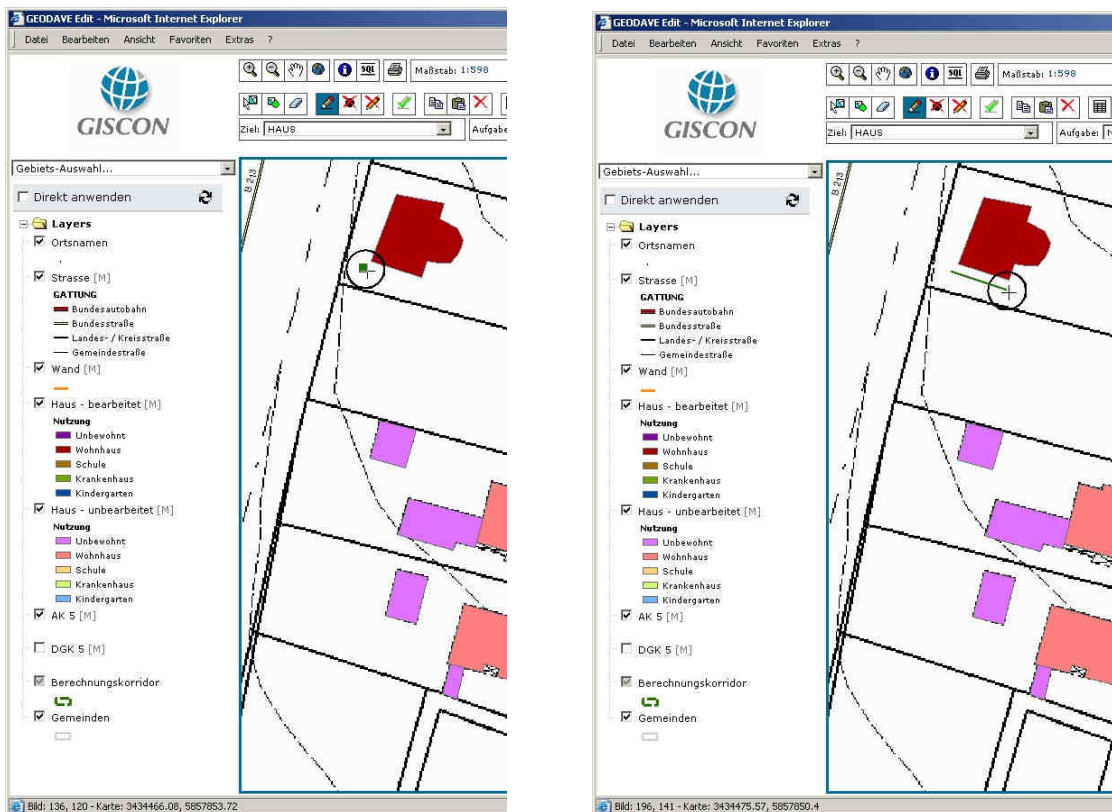 GEODAVE Edit - Microsoft Internet Explorer
Datei Bearbeiten Ansicht Favoriten Extras ?
SQL Maßstab: 1:598
GISCON
Ziel: HAUS Aufgabe
Gebiets-Auswahl...
Direkt anwenden
Layers
Ortsnamen
Strasse [M]
GATTUNG
Bundesautobahn
Bundesstraße
Landes- / Kreisstraße
Gemeindestraße
Wand [M]
Haus - bearbeitet [M]
Nutzung
Unbewohnt
Wohnhaus
Schule
Krankenhaus
Kindergarten
Haus - unbearbeitet [M]
Nutzung
Unbewohnt
Wohnhaus
Schule
Krankenhaus
Kindergarten
AK 5 [M]
DGK 5 [M]
Berechnungskorridor
Gemeinden
B 213
Bild: 136, 120 - Karte: 3434466.08, 5857853.72
GEODAVE Edit - Microsoft Internet Explorer
Datei Bearbeiten Ansicht Favoriten Extras ?
SQL Maßstab: 1:598
GISCON
Ziel: HAUS Aufgabe: N
Gebiets-Auswahl...
Direkt anwenden
Layers
Ortsnamen
Strasse [M]
GATTUNG
Bundesautobahn
Bundesstraße
Landes- / Kreisstraße
Gemeindestraße
Wand [M]
Haus - bearbeitet [M]
Nutzung
Unbewohnt
Wohnhaus
Schule
Krankenhaus
Kindergarten
Haus - unbearbeitet [M]
Nutzung
Unbewohnt
Wohnhaus
Schule
Krankenhaus
Kindergarten
AK 5 [M]
DGK 5 [M]
Berechnungskorridor
Gemeinden
B 213
Bild: 196, 141 - Karte: 3434475.57, 5857850.4